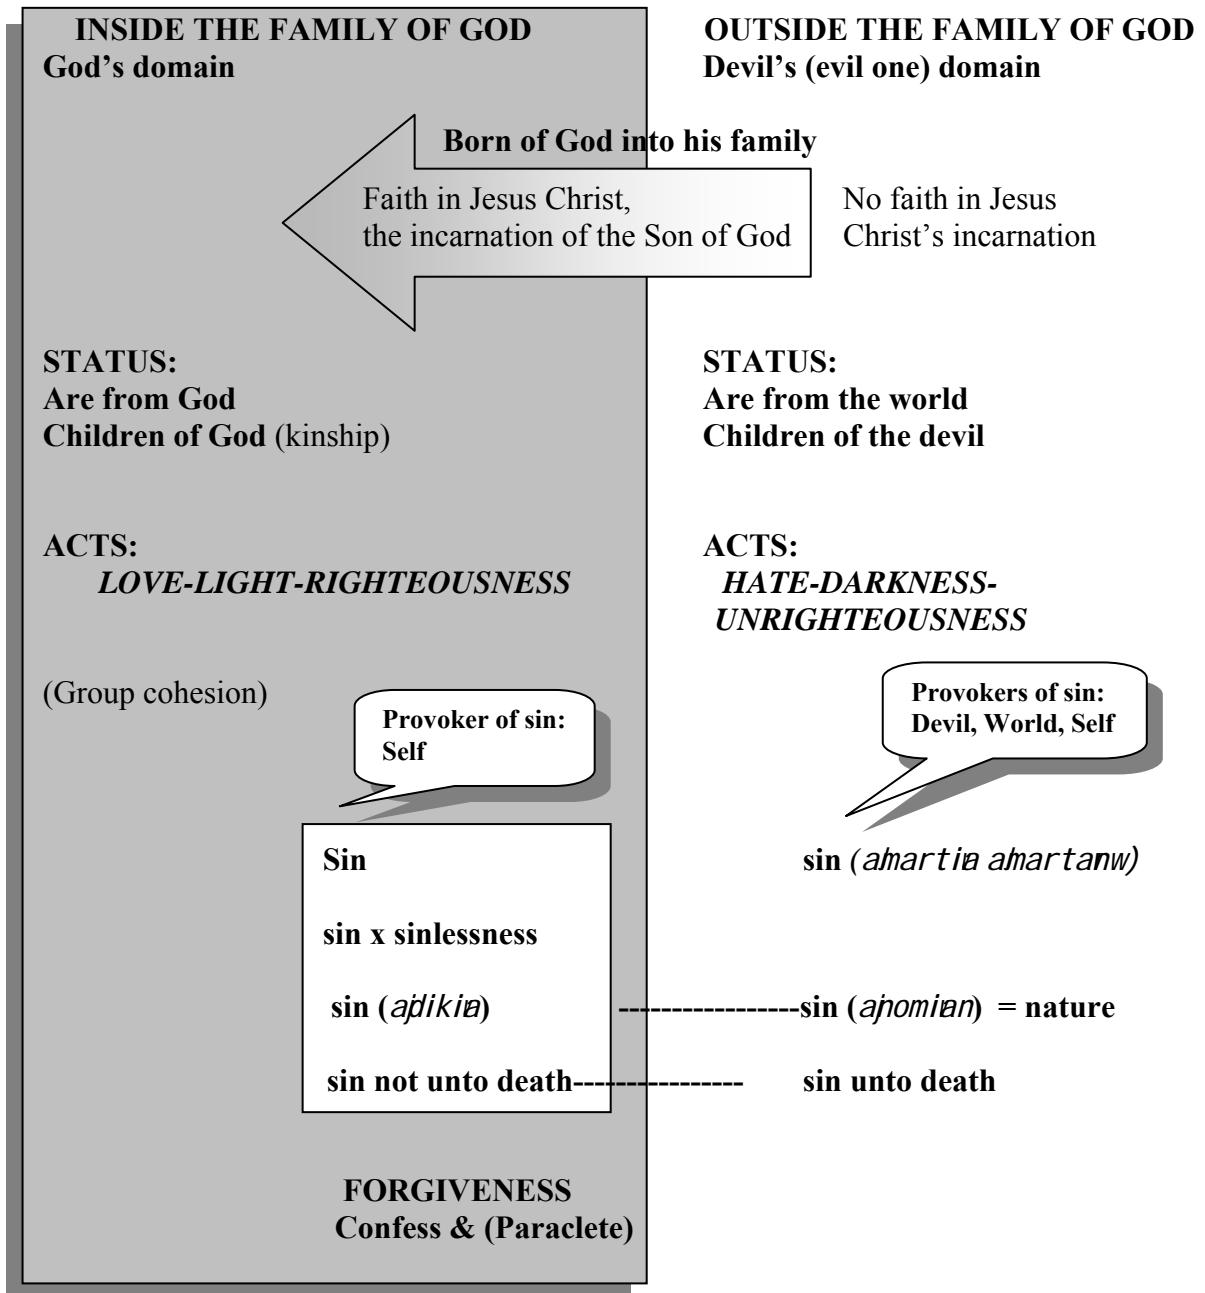 INSIDE THE FAMILY OF GOD
God’s domain
OUTSIDE THE FAMILY OF GOD
Devil’s (evil one) domain
Born of God into his family
Faith in Jesus Christ,
the incarnation of the Son of God
No faith in Jesus
Christ’s incarnation
STATUS:
Are from God
Children of God (kinship)
STATUS:
Are from the world
Children of the devil
ACTS:
LOVE-LIGHT-RIGHTEOUSNESS
ACTS:
HATE-DARKNESS-
UNRIGHTEOUSNESS
(Group cohesion)
Provoker of sin:
Self
Provokers of sin:
Devil, World, Self
Sin
sin
sin x sinlessness
sin
sin = nature
sin not unto death
sin unto death
FORGIVENESS
Confess & (Paraclete)